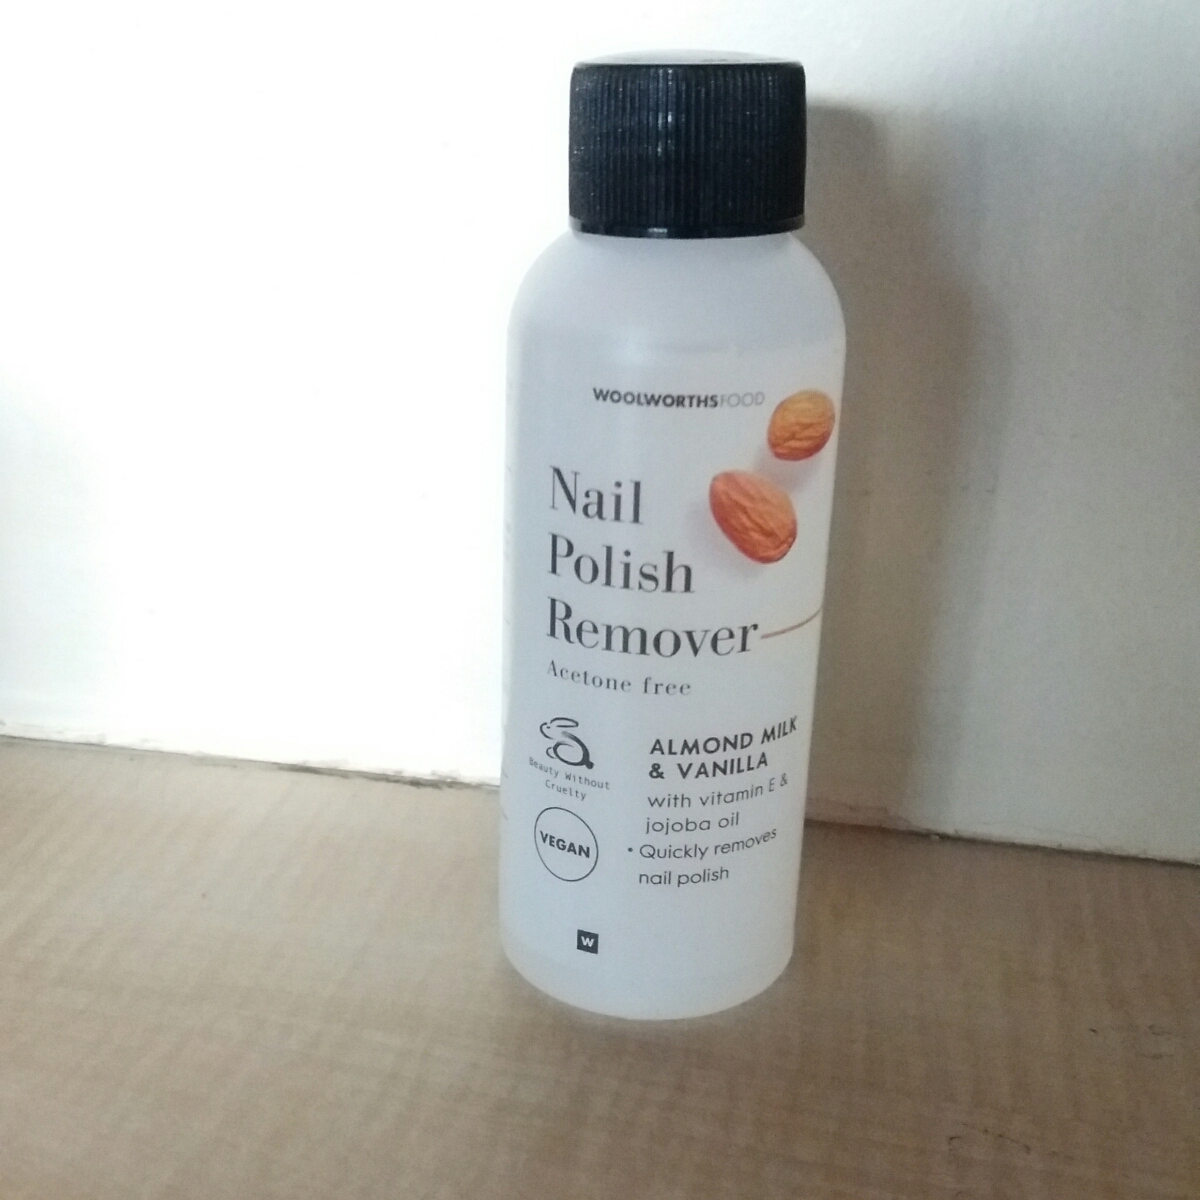 WOOLWORTHSFOOD
Nail
Polish
Remover
Acetone free
Beauty Without
Cruelty
VEGAN
ALMOND MILK
& VANILLA
with vitamin E &
jojoba oil
• Quickly removes
nail polish
W